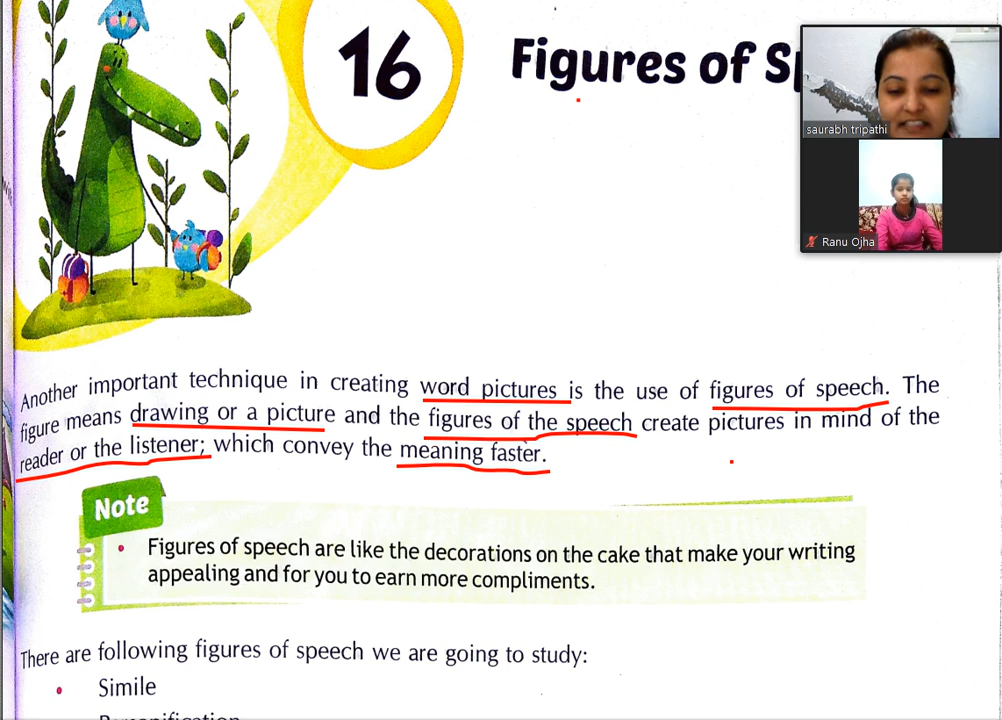 16
Figures of Sp
saurabh tripathi
Ranu Ojha
Another important technique in creating word pictures is the use of figures of speech. The
figure means drawing or a picture and the figures of the speech create pictures in mind of the
reader or the listener; which convey the meaning faster.
Note
• Figures of speech are like the decorations on the cake that make your writing
appealing and for you to earn more compliments.
There are following figures of speech we are going to study:
• Simile
Personification